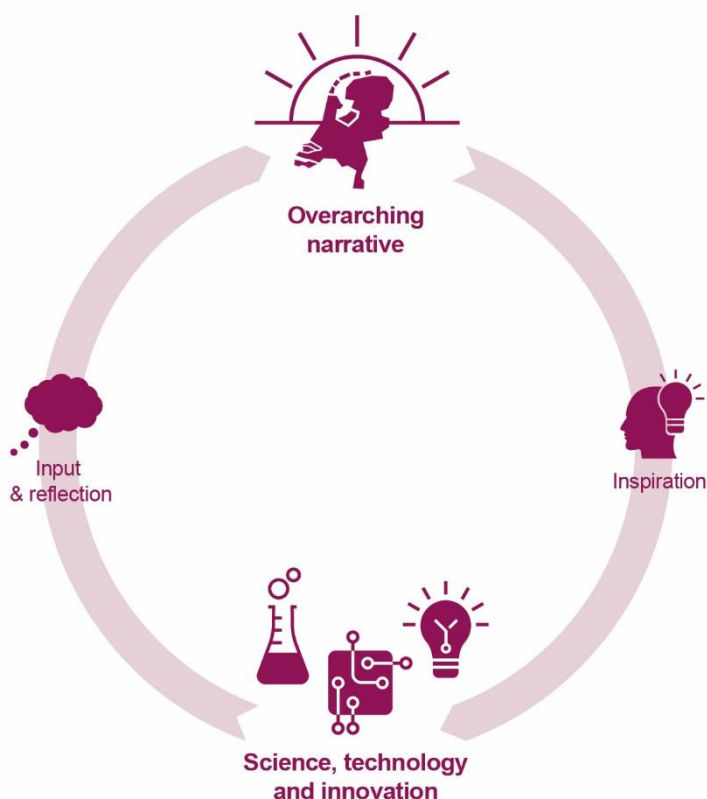 Overarching
narrative
Input
& reflection
Inspiration
Science, technology
and innovation